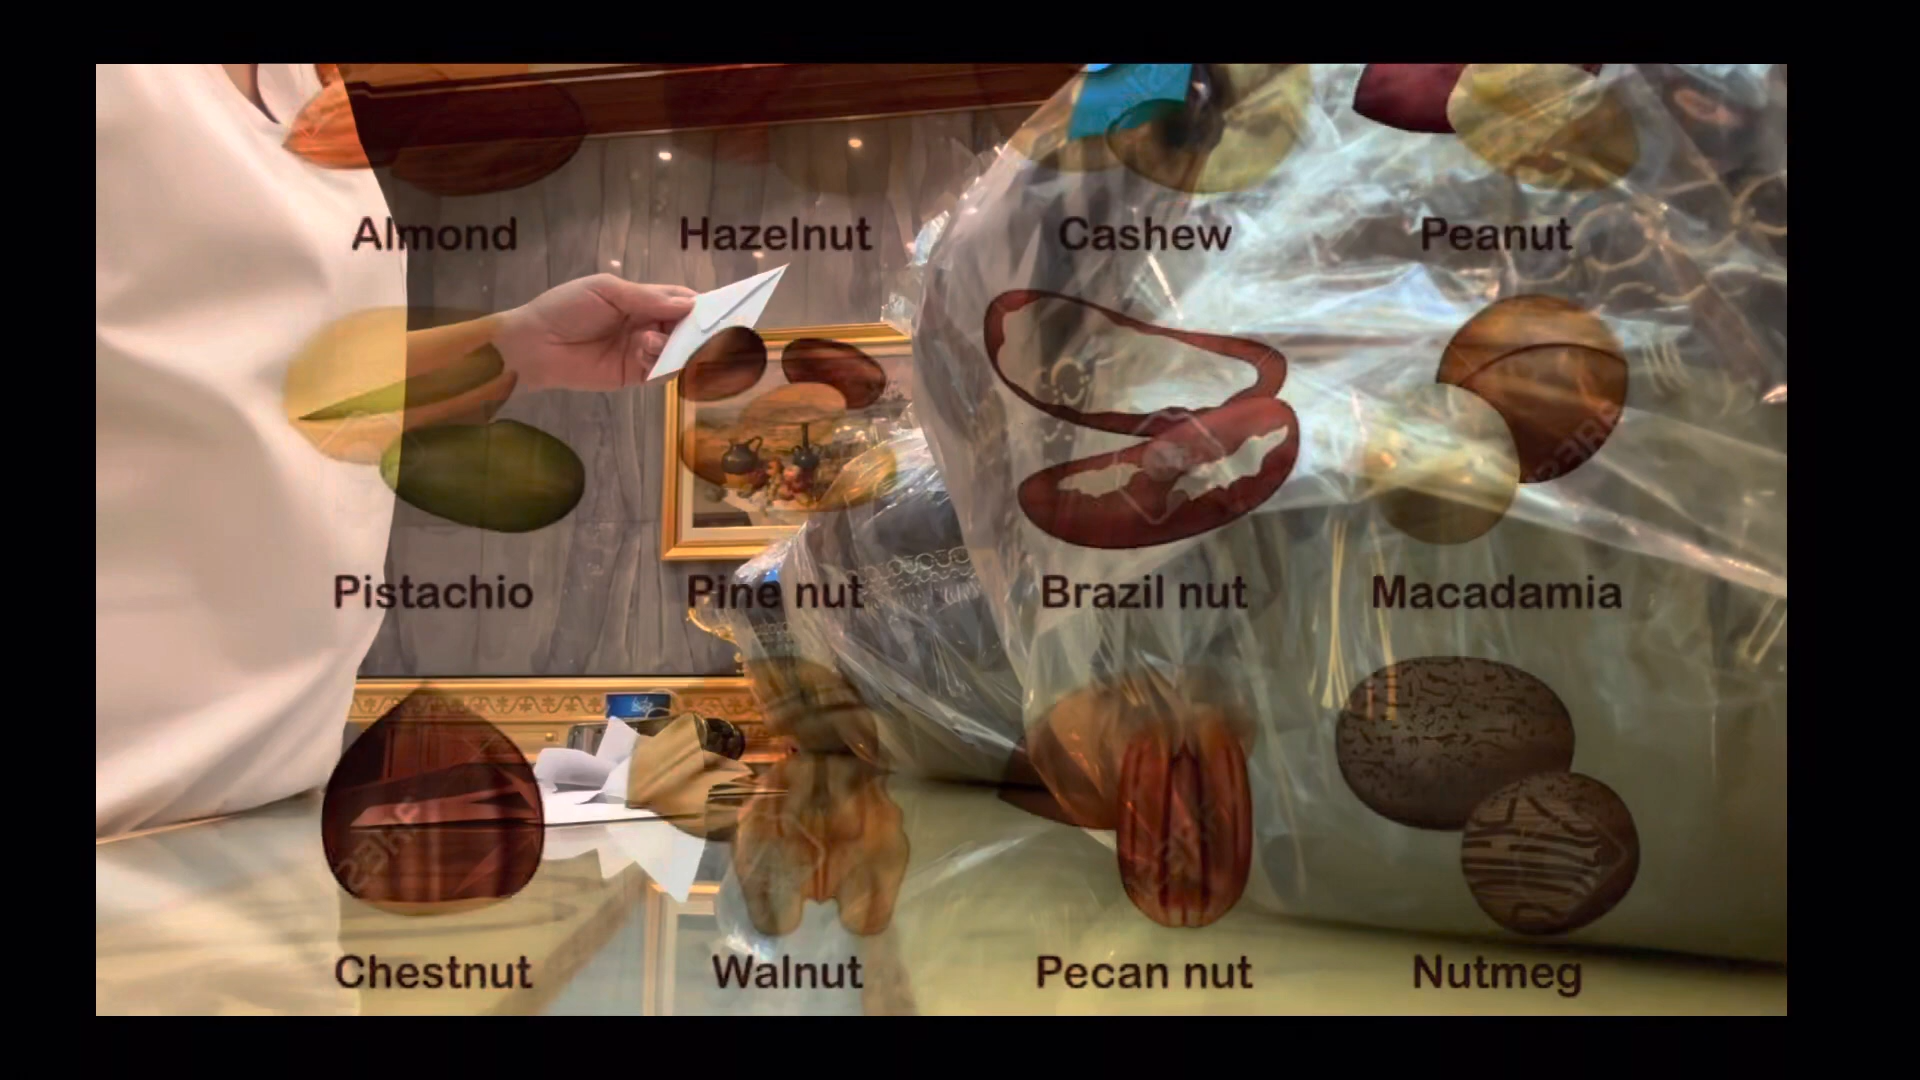 Almond Hazelnut Cashew Peanut
Pistachio Pine nut Brazil nut Macadamia
Chestnut Walnut Pecan nut Nutmeg